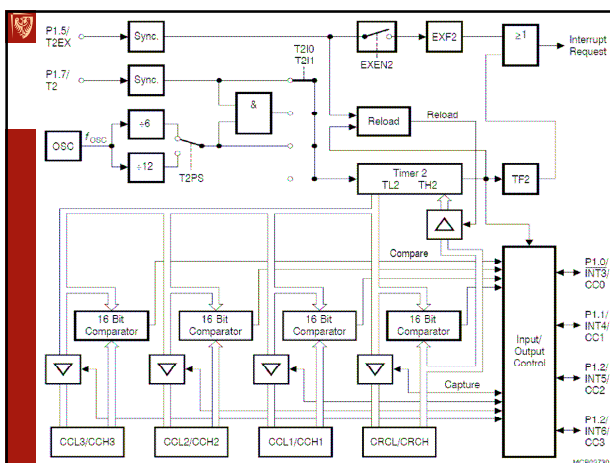 P1.5/
T2EX
Sync.
EXEN2
EXF2
≥1
Interrupt
Request
P1.7/
T2
Sync.
T2I0
T2I1
&
Reload
Reload
OSC
fOSC
÷6
÷12
T2PS
Timer 2
TL2 TH2
TF2
Compare
16 Bit
Comparator
16 Bit
Comparator
16 Bit
Comparator
16 Bit
Comparator
Input/
Output
Control
P1.0/
INT3/
CC0
P1.1/
INT4/
CC1
P1.2/
INT5/
CC2
P1.2/
INT6/
CC3
Capture
CCL3/CCH3
CCL2/CCH2
CCL1/CCH1
CRCL/CRCH